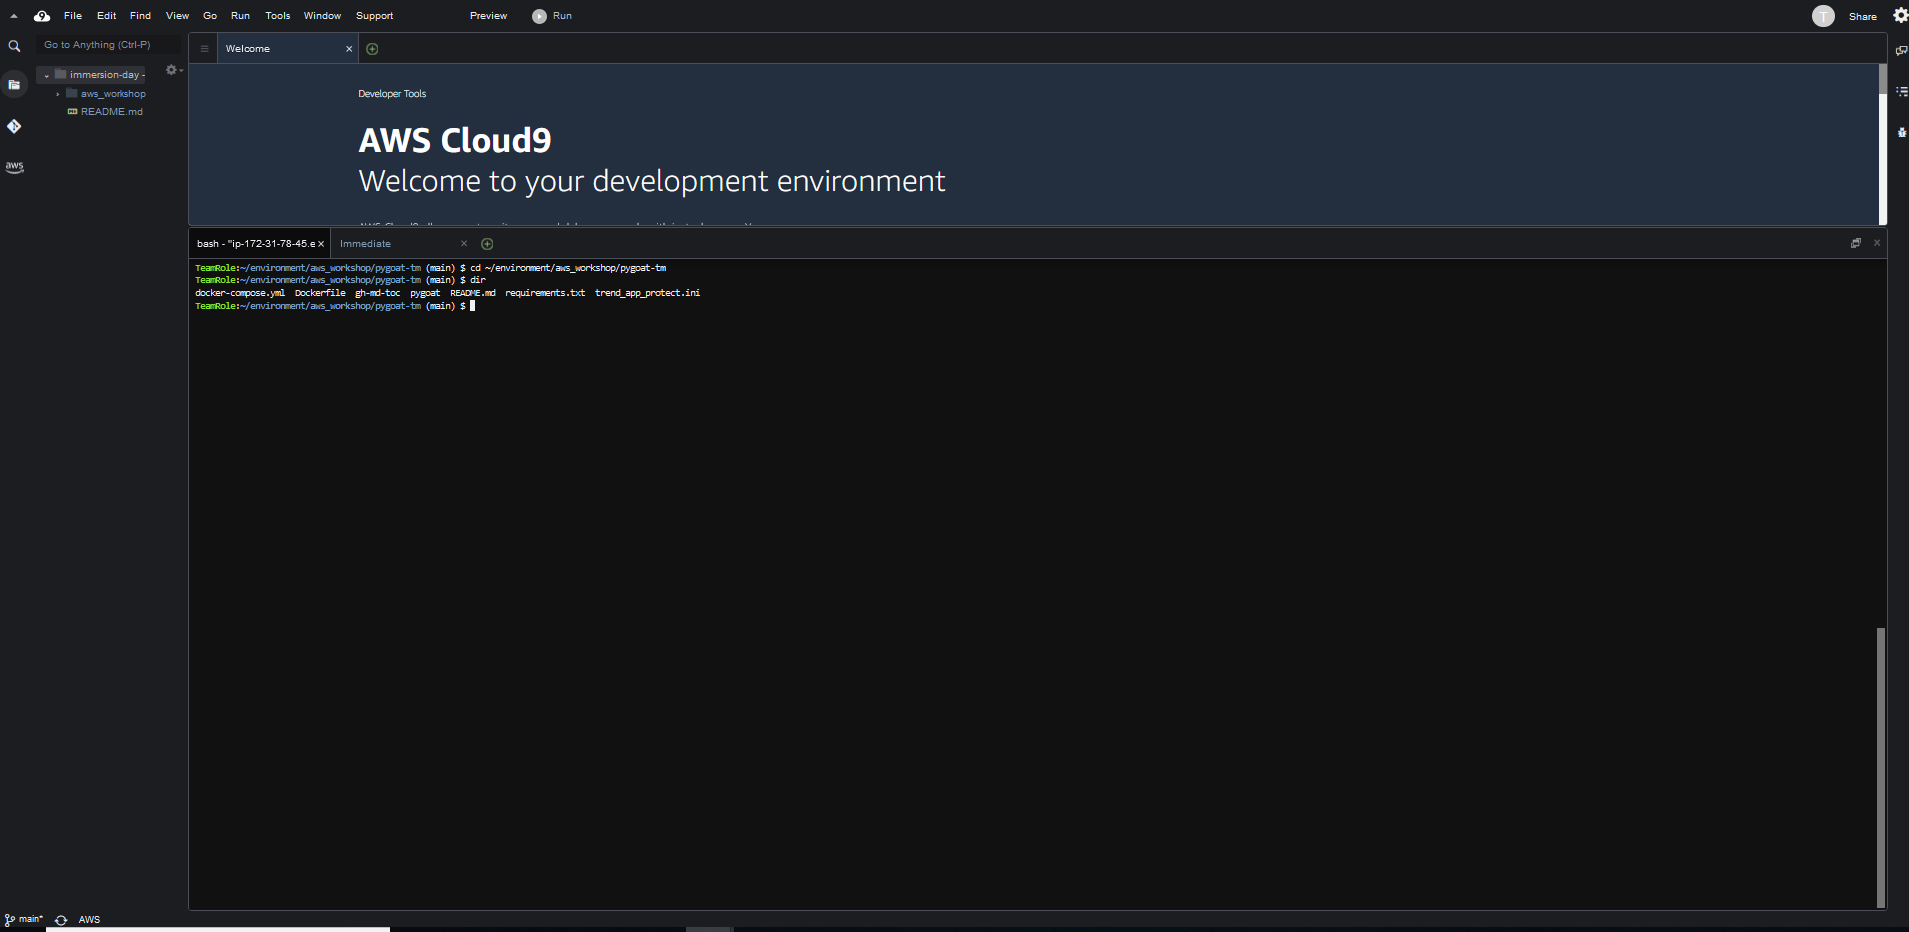 File Edit Find View Go Run Tools Window Support Preview Run T Share
Go to Anything (Ctrl-P)
immersion-day -
aws_workshop
README.md
aws
Welcome
Developer Tools
AWS Cloud9
Welcome to your development environment
bash - "ip-172-31-78-45.e Immediate
TeamRole:~/environment/aws_workshop/pygoat-tm (main) $ cd ~/environment/aws_workshop/pygoat-tm
TeamRole:~/environment/aws_workshop/pygoat-tm (main) $ dir
docker-compose.yml Dockerfile gh-md-toc pygoat README.md requirements.txt trend_app_protect.ini
TeamRole:~/environment/aws_workshop/pygoat-tm (main) $
main* AWS